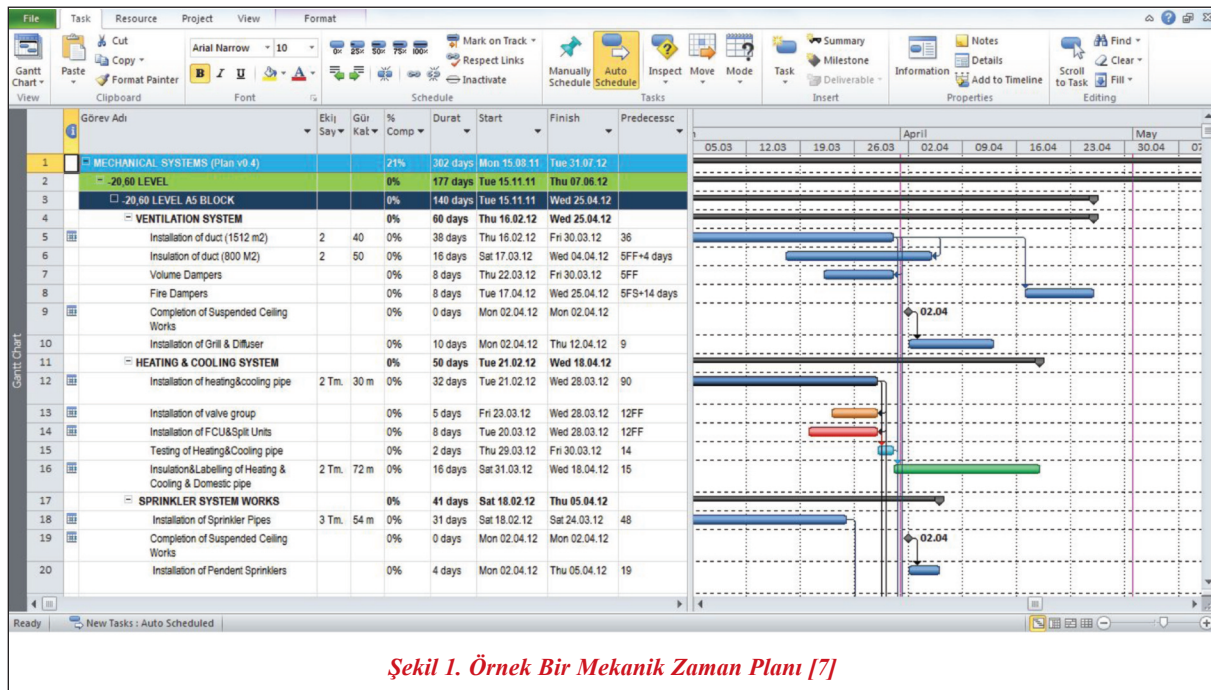 File Task Resource Project View Format
Gantt Chart
View
Paste
Cut
Copy
Format Painter
Clipboard
Arial Narrow 10
B I U A
Font
0x 25x 50x 75x 100x
Mark on Track
Respect Links
Inactivate
Schedule
Manually Schedule
Auto Schedule
Inspect Move Mode
Tasks
Task
Summary
Milestone
Deliverable
Insert
Information
Notes
Details
Add to Timeline
Properties
Scroll to Task
Find
Clear
Fill
Editing
Görev Adı Ekiı Say Gür Kat % Comp Durat Start Finish Predecessc
April May
05.03 12.03 19.03 26.03 02.04 09.04 16.04 23.04 30.04 07
1 MECHANICAL SYSTEMS (Plan v0.4) 21% 302 days Mon 15.08.11 Tue 31.07.12
2 -20,60 LEVEL 0% 177 days Tue 15.11.11 Thu 07.06.12
3 -20,60 LEVEL A5 BLOCK 0% 140 days Tue 15.11.11 Wed 25.04.12
4 VENTILATION SYSTEM 0% 60 days Thu 16.02.12 Wed 25.04.12
5 Installation of duct (1512 m2) 2 40 0% 38 days Thu 16.02.12 Fri 30.03.12 36
6 Insulation of duct (800 M2) 2 50 0% 16 days Sat 17.03.12 Wed 04.04.12 5FF+4 days
7 Volume Dampers 0% 8 days Thu 22.03.12 Fri 30.03.12 5FF
8 Fire Dampers 0% 8 days Tue 17.04.12 Wed 25.04.12 5FS+14 days
9 Completion of Suspended Ceiling Works 0% 0 days Mon 02.04.12 Mon 02.04.12 02.04
10 Installation of Grill & Diffuser 0% 10 days Mon 02.04.12 Thu 12.04.12 9
11 HEATING & COOLING SYSTEM 0% 50 days Tue 21.02.12 Wed 18.04.12
12 Installation of heating&cooling pipe 2 Tm. 30 m 0% 32 days Tue 21.02.12 Wed 28.03.12 90
13 Installation of valve group 0% 5 days Fri 23.03.12 Wed 28.03.12 12FF
14 Installation of FCU&Split Units 0% 8 days Tue 20.03.12 Wed 28.03.12 12FF
15 Testing of Heating&Cooling pipe 0% 2 days Thu 29.03.12 Fri 30.03.12 14
16 Insulation&Labelling of Heating & Cooling & Domestic pipe 2 Tm. 72 m 0% 16 days Sat 31.03.12 Wed 18.04.12 15
17 SPRINKLER SYSTEM WORKS 0% 41 days Sat 18.02.12 Thu 05.04.12
18 Installation of Sprinkler Pipes 3 Tm. 54 m 0% 31 days Sat 18.02.12 Sat 24.03.12 48
19 Completion of Suspended Ceiling Works 0% 0 days Mon 02.04.12 Mon 02.04.12 02.04
20 Installation of Pendent Sprinklers 0% 4 days Mon 02.04.12 Thu 05.04.12 19
Gantt Chart
Ready New Tasks : Auto Scheduled
Şekil 1. Örnek Bir Mekanik Zaman Planı [7]